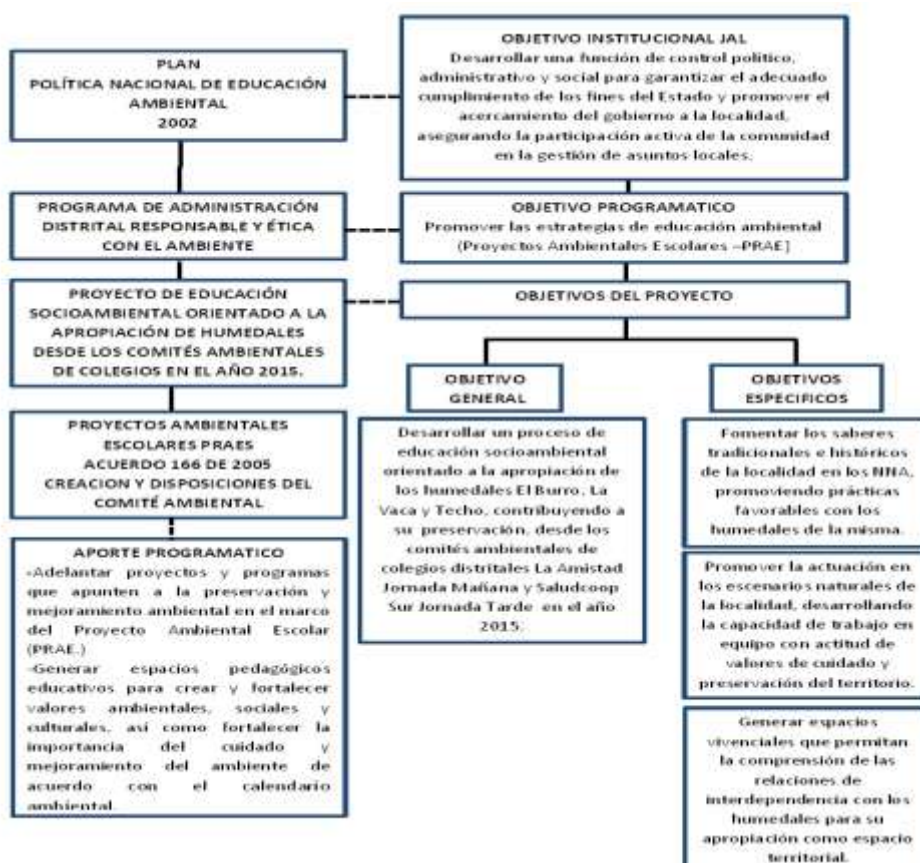 PLAN
POLÍTICA NACIONAL DE EDUCACIÓN
AMBIENTAL
2002
OBJETIVO INSTITUCIONAL JAL
Desarrollar una función de control político,
administrativo y social para garantizar el adecuado
cumplimiento de los fines del Estado y promover el
acercamiento del gobierno a la localidad,
asegurando la participación activa de la comunidad
en la gestión de asuntos locales.
PROGRAMA DE ADMINISTRACIÓN
DISTRITAL RESPONSABLE Y ÉTICA
CON EL AMBIENTE
OBJETIVO PROGRAMATICO
Promover las estrategias de educación ambiental
(Proyectos Ambientales Escolares –PRAE]
PROYECTO DE EDUCACIÓN
SOCIOAMBIENTAL ORIENTADO A LA
APROPIACIÓN DE HUMEDALES
DESDE LOS COMITÉS AMBIENTALES
DE COLEGIOS EN EL AÑO 2015.
OBJETIVOS DEL PROYECTO
PROYECTOS AMBIENTALES
ESCOLARES PRAES
ACUERDO 166 DE 2005
CREACION Y DISPOSICIONES DEL
COMITÉ AMBIENTAL
APORTE PROGRAMATICO
-Adelantar proyectos y programas
que apunten a la preservación y
mejoramiento ambiental en el marco
del Proyecto Ambiental Escolar
(PRAE.)
-Generar espacios pedagógicos
educativos para crear y fortalecer
valores ambientales, sociales y
culturales, así como fortalecer la
importancia del cuidado y
mejoramiento del ambiente de
acuerdo con el calendario
ambiental.
OBJETIVO
GENERAL
Desarrollar un proceso de
educación socioambiental
orientado a la apropiación de
los humedales El Burro, La
Vaca y Techo, contribuyendo a
su preservación, desde los
comités ambientales de
colegios distritales La Amistad
Jornada Mañana y Saludcoop
Sur Jornada Tarde en el año
2015.
OBJETIVOS
ESPECIFICOS
Fomentar los saberes
tradicionales e históricos
de la localidad en los NNA,
promoviendo prácticas
favorables con los
humedales de la misma.
Promover la actuación en
los escenarios naturales de
la localidad, desarrollando
la capacidad de trabajo en
equipo con actitud de
valores de cuidado y
preservación del territorio.
Generar espacios
vivenciales que permitan
la comprensión de las
relaciones de
interdependencia con los
humedales para su
apropiación como espacio
territorial.